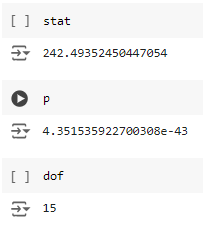 [ ] stat
242.49352450447054
p
4.351535922700308e-43
[ ] dof
15